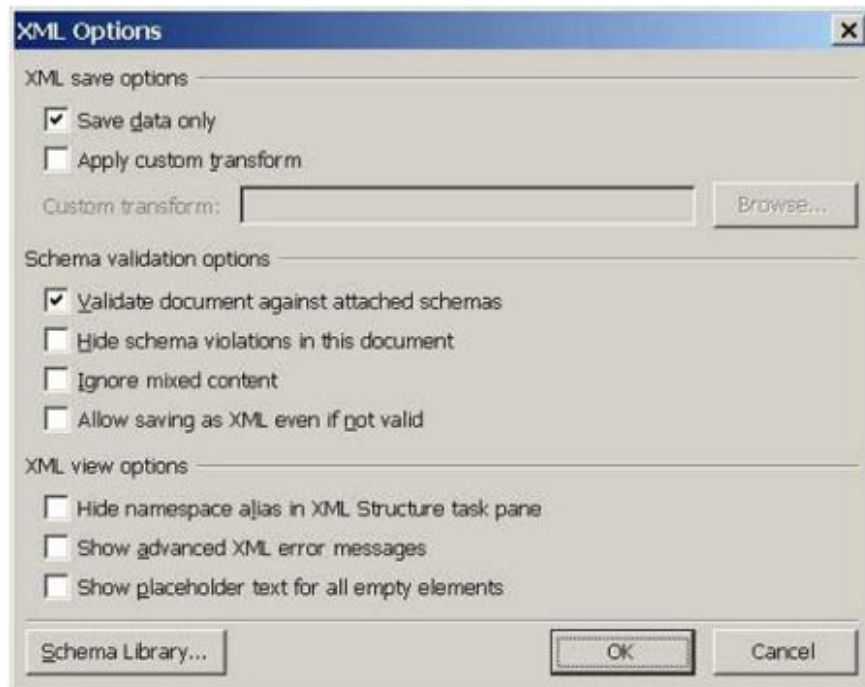 XML Options
XML save options
Save data only
Apply custom transform
Custom transform:
Browse...
Schema validation options
Validate document against attached schemas
Hide schema violations in this document
Ignore mixed content
Allow saving as XML even if not valid
XML view options
Hide namespace alias in XML Structure task pane
Show advanced XML error messages
Show placeholder text for all empty elements
Schema Library...
OK
Cancel